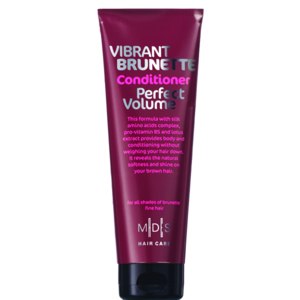 VIBRANT
BRUNETTE
Conditioner
Perfect
Volume
This formula with silk
amino acids complex,
pro-vitamin B5 and lotus
extract provides body and
conditioning without
weighing your hair down.
It reveals the natural
softness and shine on
your brown hair.
For all shades of brunette
fine hair
M|D|S
HAIR CARE